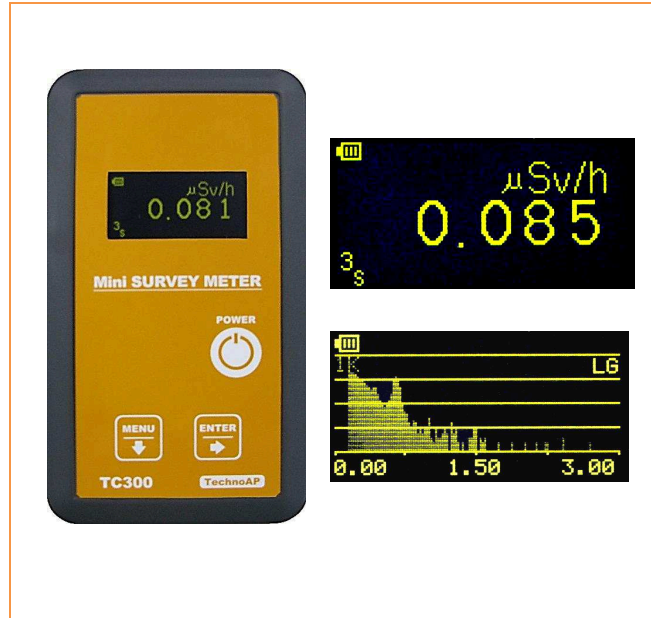 μSv/h
0.081
3s
Mini SURVEY METER
POWER
MENU
ENTER
TC300
TechnoAP
μSv/h
0.085
3s
1K
LG
0.00 1.50 3.00